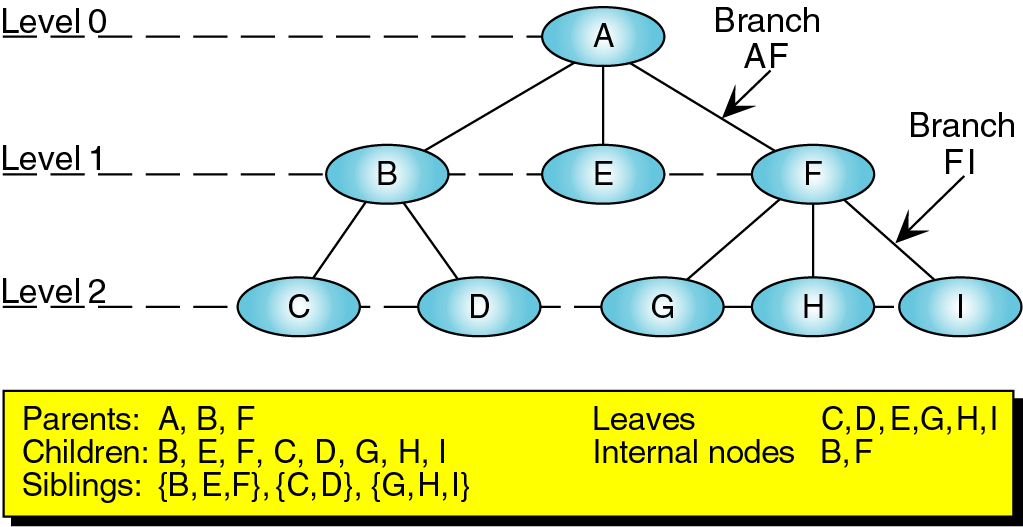 Level 0
A
Branch
AF
Branch
FI
Level 1
B
E
F
Level 2
C
D
G
H
I
Parents: A, B, F
Children: B, E, F, C, D, G, H, I
Siblings: {B,E,F}, {C,D}, {G,H,I}
Leaves C,D,E,G,H,I
Internal nodes B,F